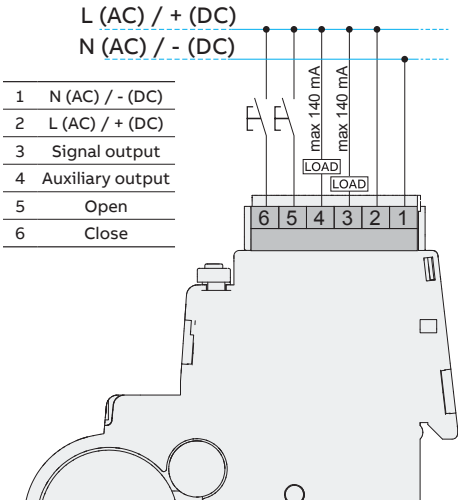 L (AC) / + (DC)
N (AC) / - (DC)
1 N (AC) / - (DC)
2 L (AC) / + (DC)
3 Signal output
4 Auxiliary output
5 Open
6 Close
max 140 mA
max 140 mA
LOAD
LOAD
6 5 4 3 2 1